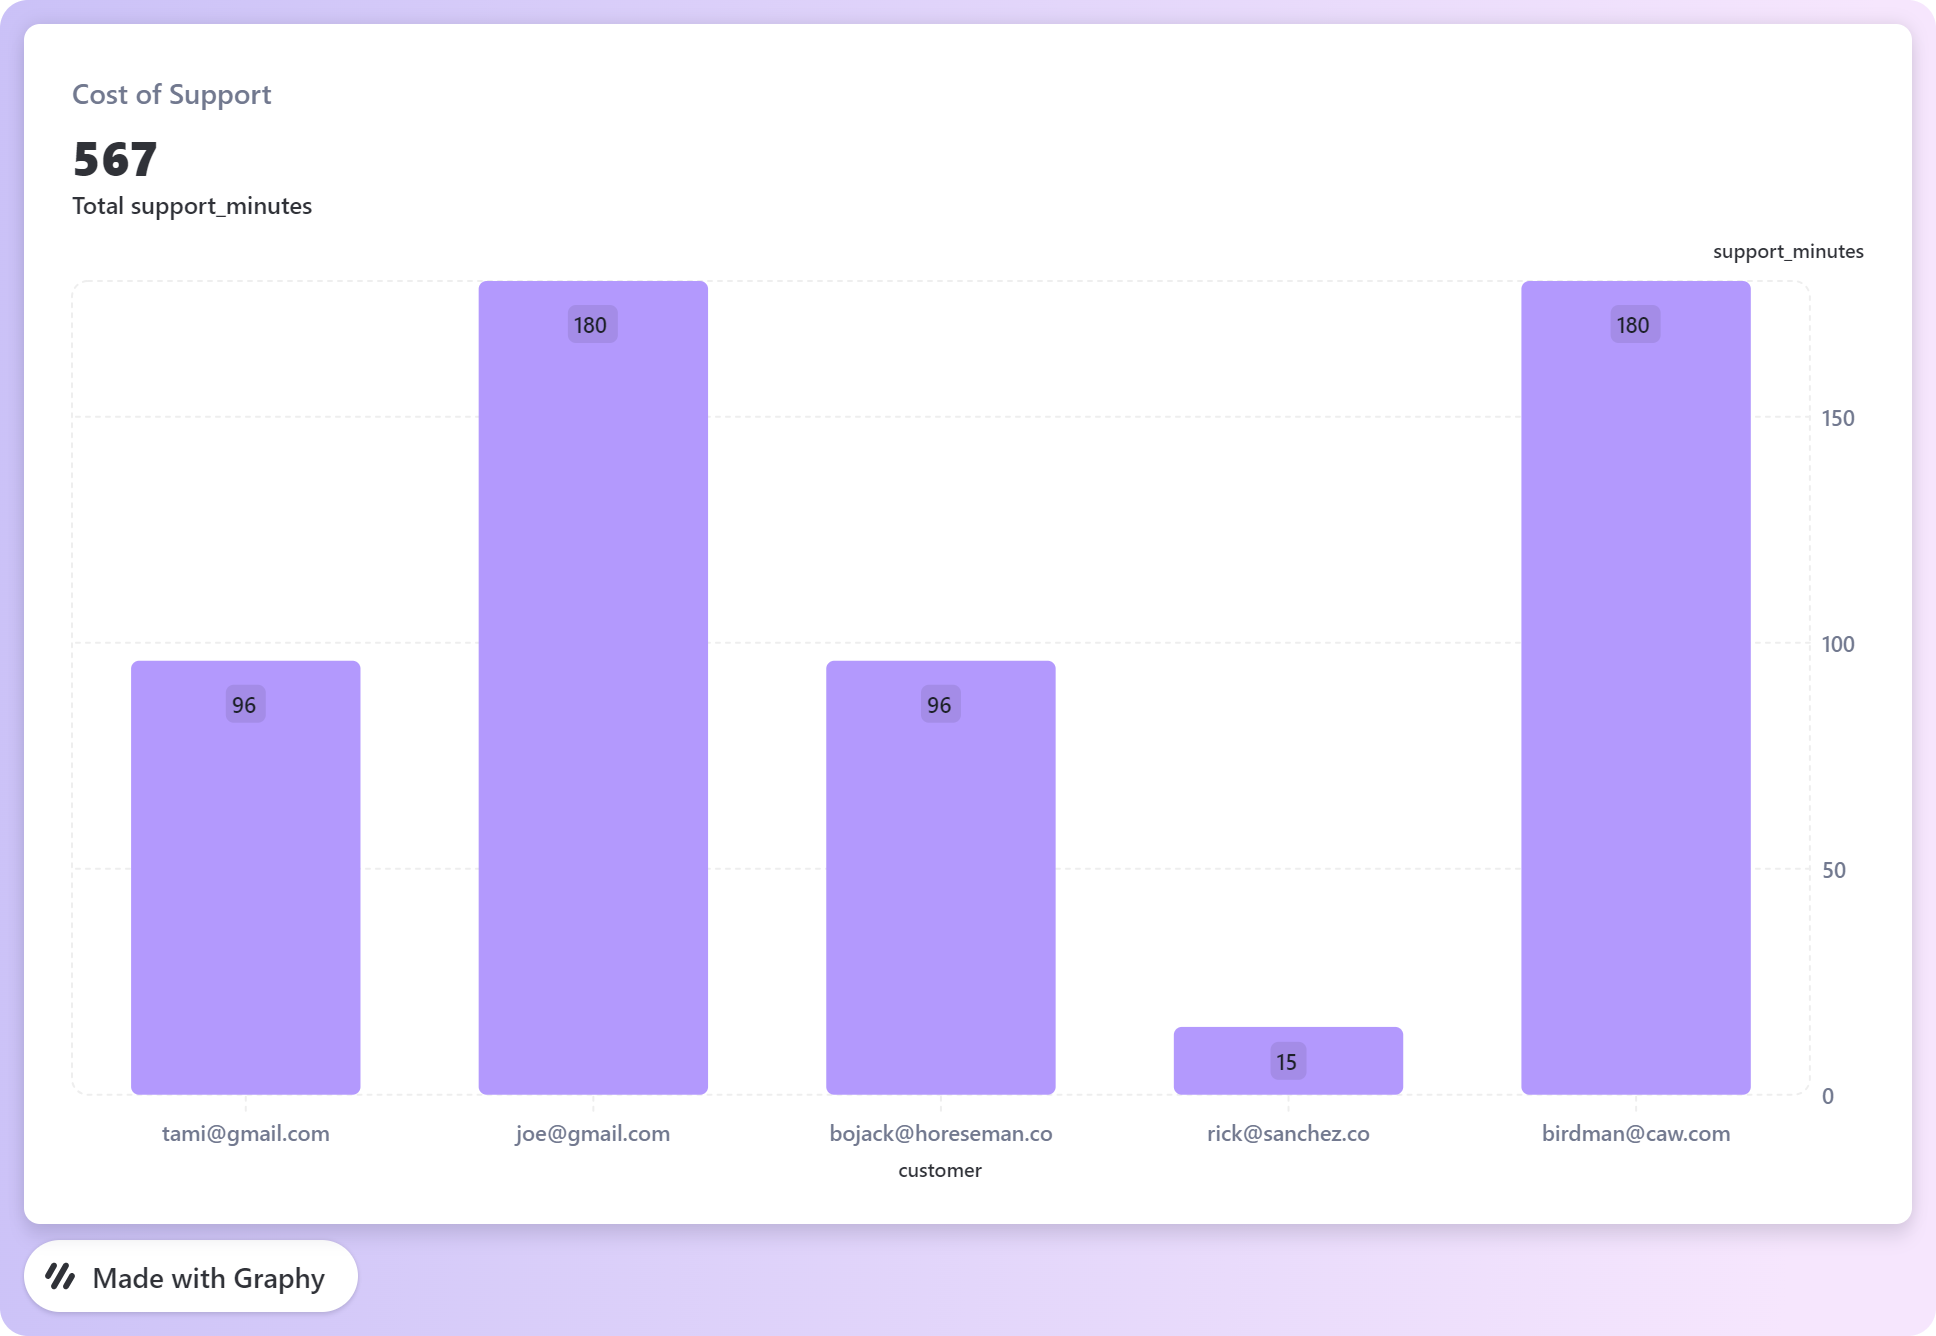 Cost of Support
567
Total support_minutes
support_minutes
180
180
150
100
96
96
50
15
0
tami@gmail.com
joe@gmail.com
bojack@horeseman.co
rick@sanchez.co
birdman@caw.com
customer
Made with Graphy